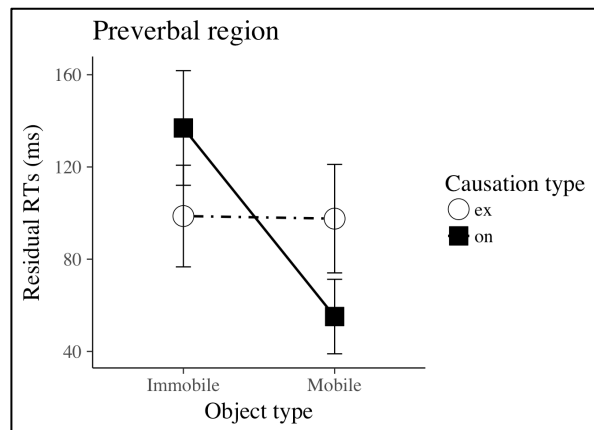 Preverbal region
Residual RTs (ms)
160
120
80
40
Immobile Mobile
Object type
Causation type
ex
on